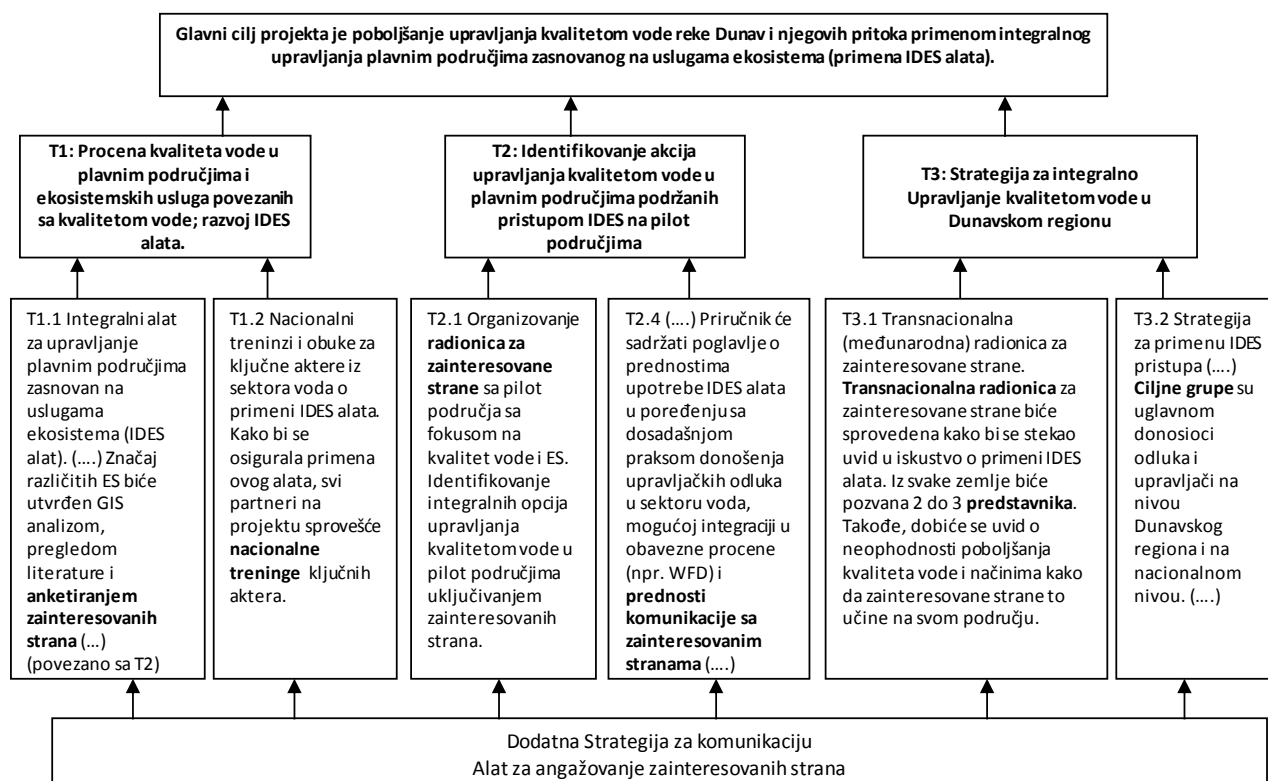 Glavni cilj projekta je poboljšanje upravljanja kvalitetom vode reke Dunav i njegovih pritoka primenom integralnog
upravljanja plavnim područjima zasnovanog na uslugama ekosistema (primena IDES alata).
T1: Procena kvaliteta vode u
plavnim područjima i
ekosistemskih usluga povezanih
sa kvalitetom vode; razvoj IDES
alata.
T2: Identifikovanje akcija
upravljanja kvalitetom vode u
plavnim područjima podržanih
pristupom IDES na pilot
područjima
T3: Strategija za integralno
Upravljanje kvalitetom vode u
Dunavskom regionu
T1.1 Integralni alat
za upravljanje
plavnim područjima
zasnovan na
uslugama
ekosistema (IDES
alat). (....) Značaj
različitih ES biće
utvrđen GIS
analizom,
pregledom
literature i
anketiranjem
zainteresovanih
strana (...)
(povezano sa T2)
T1.2 Nacionalni
treninzi i obuke za
ključne aktere iz
sektora voda o
primeni IDES alata.
Kako bi se
osigurala primena
ovog alata, svi
partneri na
projektu sprovešće
nacionalne
treninge ključnih
aktera.
T2.1 Organizovanje
radionica za
zainteresovane
strane sa pilot
područja sa
fokusom na
kvalitet vode i ES.
Identifikovanje
integralnih opcija
upravljanja
kvalitetom vode u
pilot područjima
uključivanjem
zainteresovanih
strana.
T2.4 (....) Priručnik će
sadržati poglavlje o
prednostima
upotrebe IDES alata
u poređenju sa
dosadašnjom
praksom donošenja
upravljačkih odluka
u sektoru voda,
mogućoj integraciji u
obavezne procene
(npr. WFD) i
prednosti
komunikacije sa
zainteresovanim
stranama (....)
T3.1 Transnacionalna
(međunarodna) radionica za
zainteresovane strane.
Transnacionalna radionica za
zainteresovane strane biće
sprovedena kako bi se stekao
uvid u iskustvo o primeni IDES
alata. Iz svake zemlje biće
pozvana 2 do 3 predstavnika.
Takođe, dobiće se uvid o
neophodnosti poboljšanja
kvaliteta vode i načinima kako
da zainteresovane strane to
učine na svom području.
T3.2 Strategija
za primenu IDES
pristupa (....)
Ciljne grupe su
uglavnom
donosioci
odluka i
upravljači na
nivou
Dunavskog
regiona i na
nacionalnom
nivou. (....)
Dodatna Strategija za komunikaciju
Alat za angažovanje zainteresovanih strana